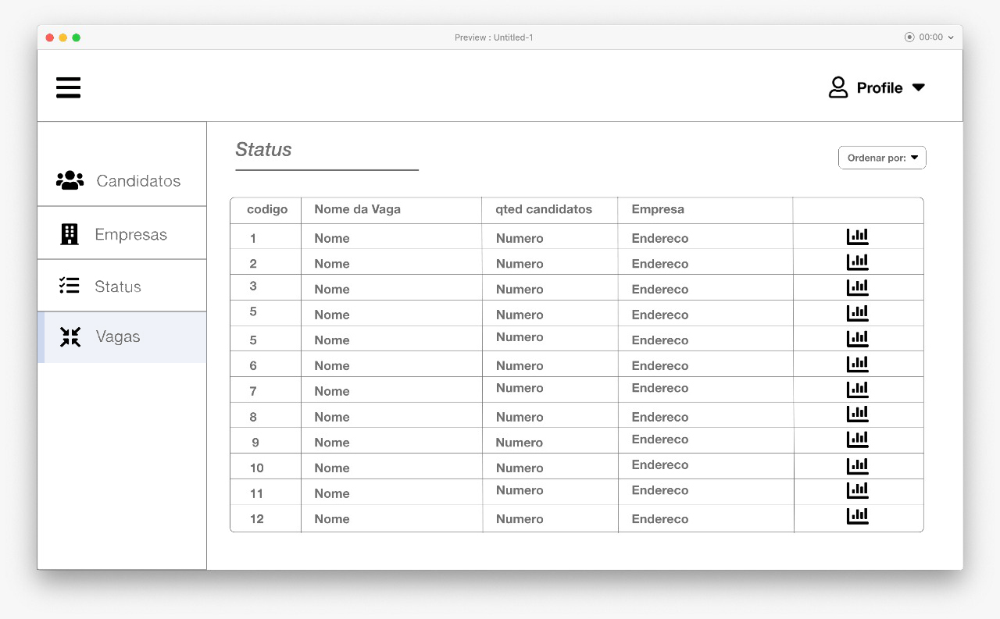 Preview : Untitled-1
00:00
Profile
Candidatos
Empresas
Status
Vagas
Status
Ordenar por:
codigo Nome da Vaga qted candidatos Empresa
1 Nome Numero Endereco
2 Nome Numero Endereco
3 Nome Numero Endereco
5 Nome Numero Endereco
5 Nome Numero Endereco
6 Nome Numero Endereco
7 Nome Numero Endereco
8 Nome Numero Endereco
9 Nome Numero Endereco
10 Nome Numero Endereco
11 Nome Numero Endereco
12 Nome Numero Endereco